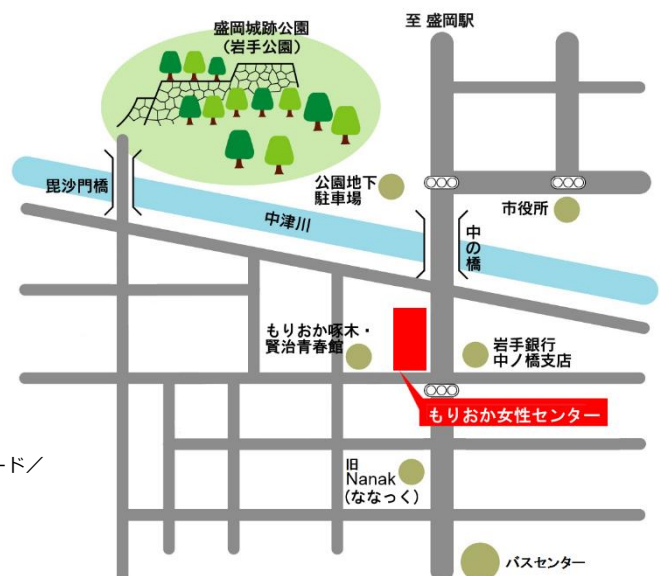 盛岡城跡公園
（岩手公園）
至 盛岡駅
毘沙門橋
公園地下
駐車場
市役所
中津川
中の橋
もりおか啄木・
賢治青春館
岩手銀行
中ノ橋支店
もりおか女性センター
ード／
旧
Nanak
（ななっく）
バスセンター